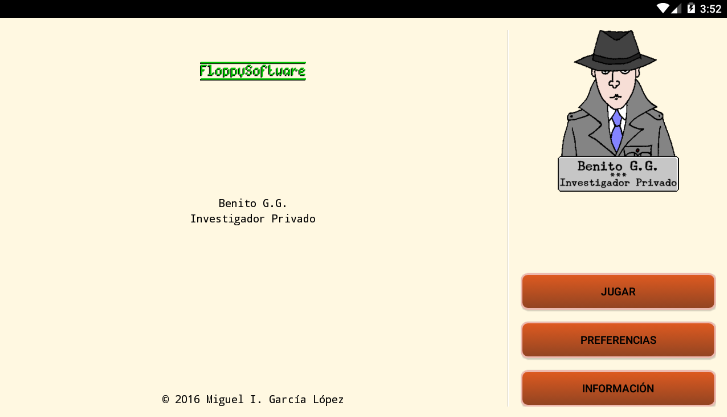 3:52
FloppySoftware
Benito G.G.
Investigador Privado
© 2016 Miguel I. García López
Benito G.G.
***
Investigador Privado
JUGAR
PREFERENCIAS
INFORMACIÓN